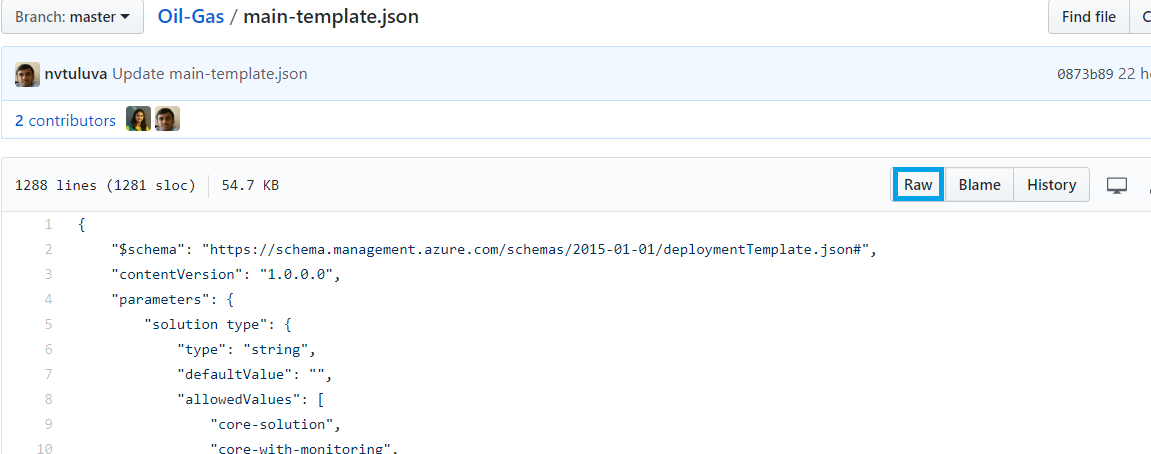 Branch: master
Oil-Gas / main-template.json
Find file
nvtuluva Update main-template.json
0873b89 22
2 contributors
1288 lines (1281 sloc)
54.7 KB
Raw
Blame
History
1 {
2 "$schema": "https://schema.management.azure.com/schemas/2015-01-01/deploymentTemplate.json#",
3 "contentVersion": "1.0.0.0",
4 "parameters": {
5 "solution type": {
6 "type": "string",
7 "defaultValue": "",
8 "allowedValues": [
9 "core-solution",
10 "core-with-monitoring",